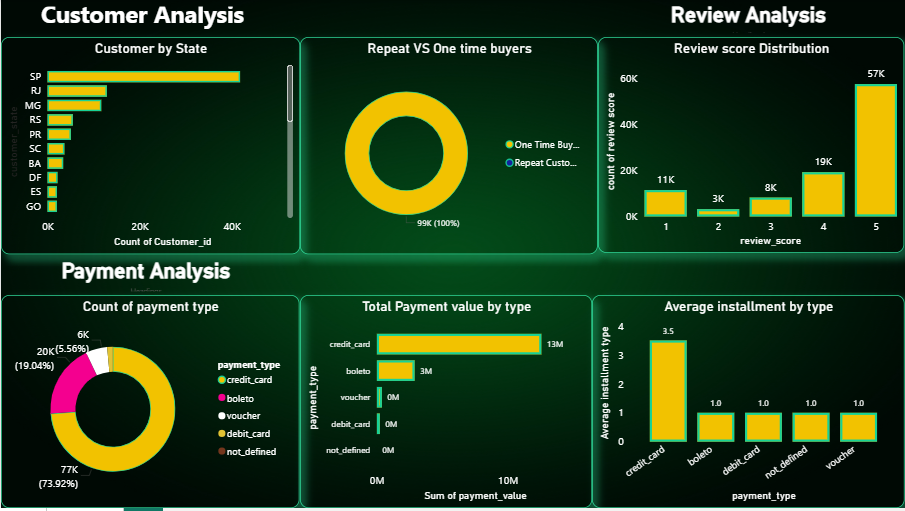 Customer Analysis
Review Analysis
Customer by State
SP
RJ
MG
RS
PR
SC
BA
DF
ES
GO
customer_state
0K
20K
40K
Count of Customer_id
Repeat VS One time buyers
99K (100%)
One Time Buy...
Repeat Custo...
Review score Distribution
count of review score
60K
40K
20K
0K
11K
3K
8K
19K
57K
1
2
3
4
5
review_score
Payment Analysis
Count of payment type
6K
(5.56%)
20K
(19.04%)
77K
(73.92%)
payment_type
credit_card
boleto
voucher
debit_card
not_defined
Total Payment value by type
payment_type
credit_card
13M
boleto
3M
voucher
0M
debit_card
0M
not_defined
0M
0M
10M
Sum of payment_value
Average installment by type
Average installment type
4
3
2
1
0
3.5
1.0
1.0
1.0
1.0
credit_card
boleto
debit_card
not_defined
voucher
payment_type